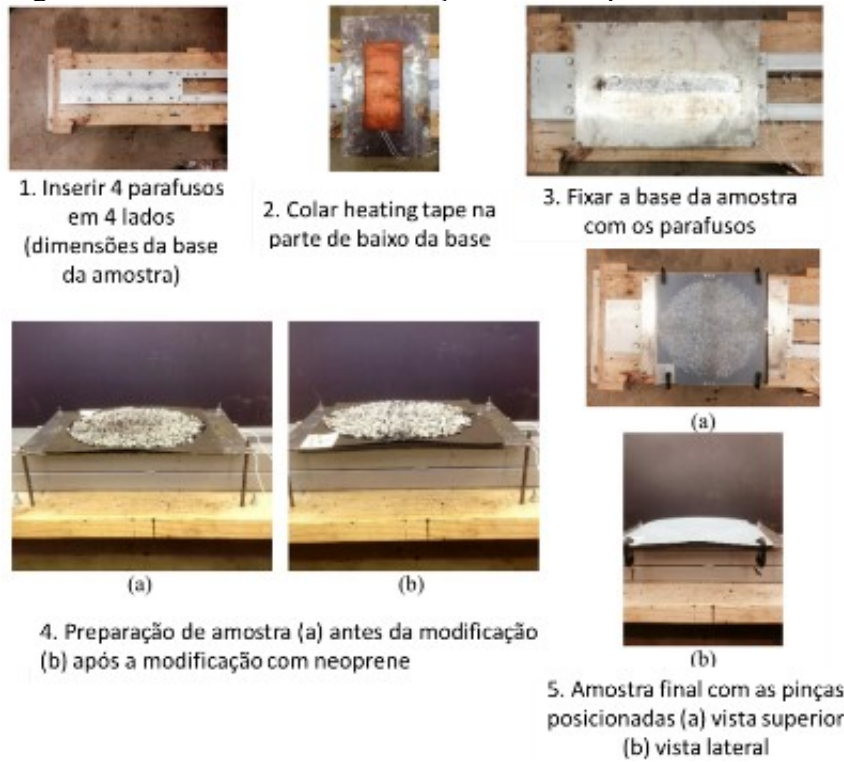 1. Inserir 4 parafusos
em 4 lados
(dimensões da base
da amostra)
2. Colar heating tape na
parte de baixo da base
3. Fixar a base da amostra
com os parafusos
(a)
(a)
(b)
4. Preparação de amostra (a) antes da modificação
(b) após a modificação com neoprene
(b)
5. Amostra final com as pinças
posicionadas (a) vista superior
(b) vista lateral